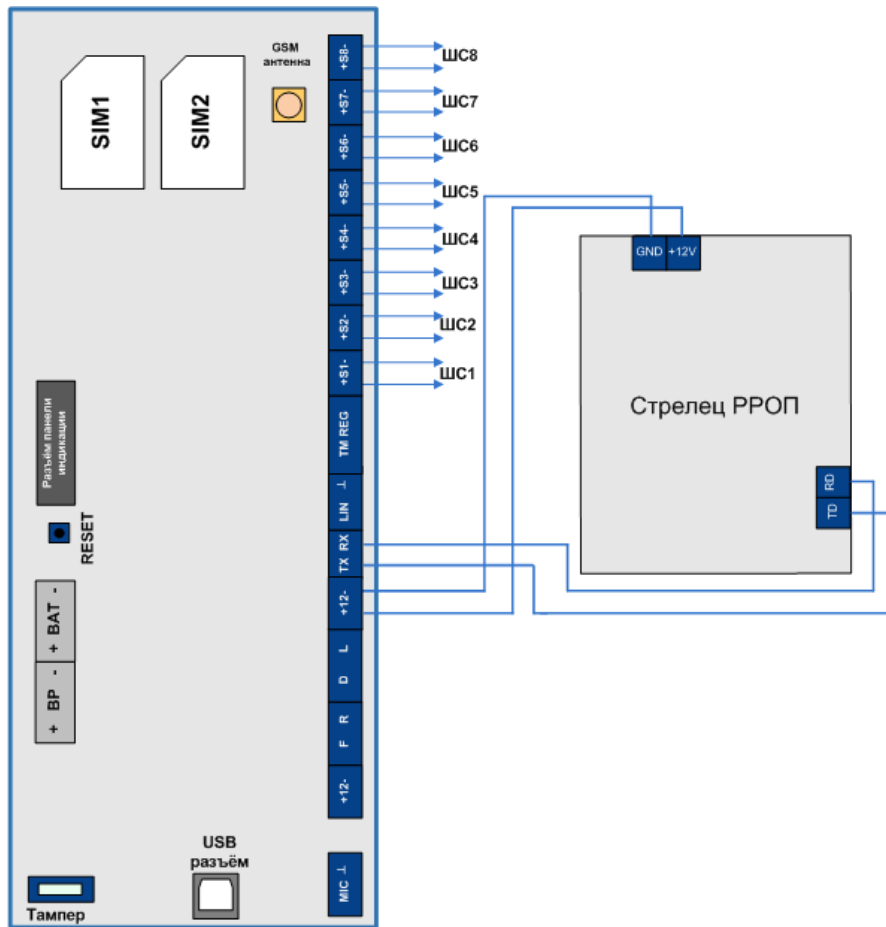 GSM
антенна
SIM1
SIM2
+S8-
ШС8
+S7-
ШС7
+S6-
ШС6
+S5-
ШС5
+S4-
ШС4
+S3-
ШС3
+S2-
ШС2
+S1-
ШС1
GND
+12V
Стрелец РРОП
RD
TD
TM REG
LIN ⊥
TX RX
+12-
D L
F R
+12-
MIC ⊥
Разъём панели
индикации
RESET
+ BAT -
+ BP -
USB
разъём
Тампер